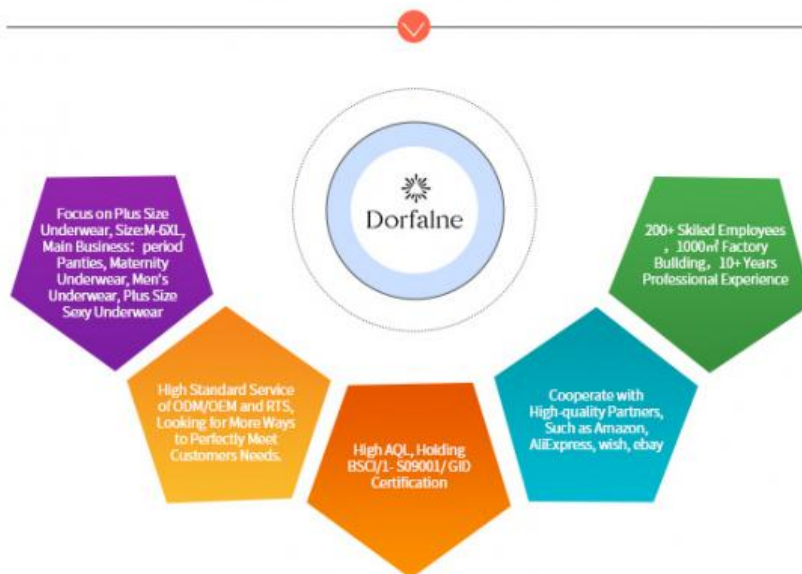 Dorfalne
Focus on Plus Size
Underwear, Size:M-6XL,
Main Business：period
Panties, Maternity
Underwear, Men's
Underwear, Plus Size
Sexy Underwear
High Standard Service
of ODM/OEM and RTS,
Looking for More Ways
to Perfectly Meet
Customers Needs.
High AQL, Holding
BSCI/1- S09001/ GID
Certification
Cooperate with
High-quality Partners,
Such as Amazon,
AliExpress, wish, ebay
200+ Skiled Employees
，1000㎡ Factory
Building，10+ Years
Professional Experience